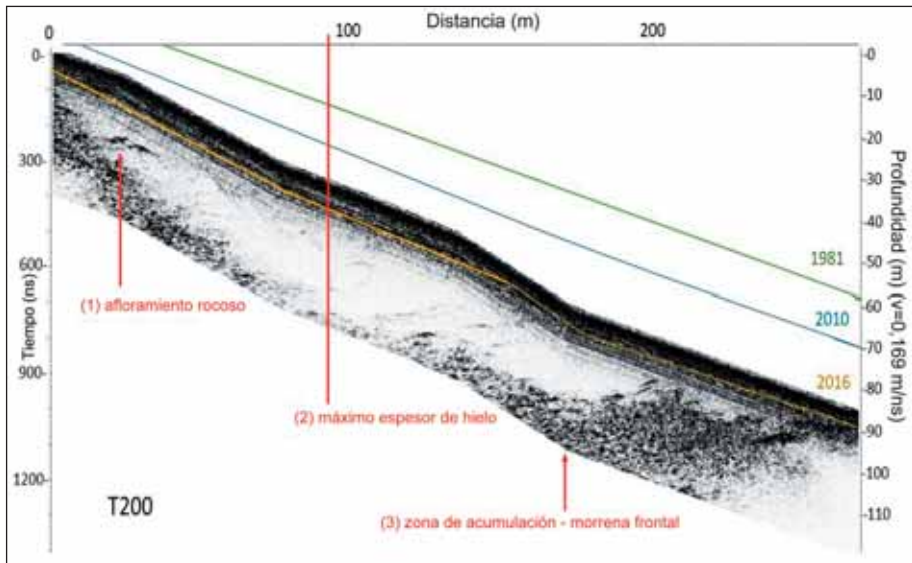 Distancia (m)
0 100 200
0-
300-
600-
900-
1200-
Tiempo (ns)
-0
-10
-20
-30
-40
-50
-60
-70
-80
-90
-100
-110
Profundidad (m) (v=0,169 m/ns)
1981
2010
2016
(1) afloramiento rocoso
(2) máximo espesor de hielo
(3) zona de acumulación - morrena frontal
T200